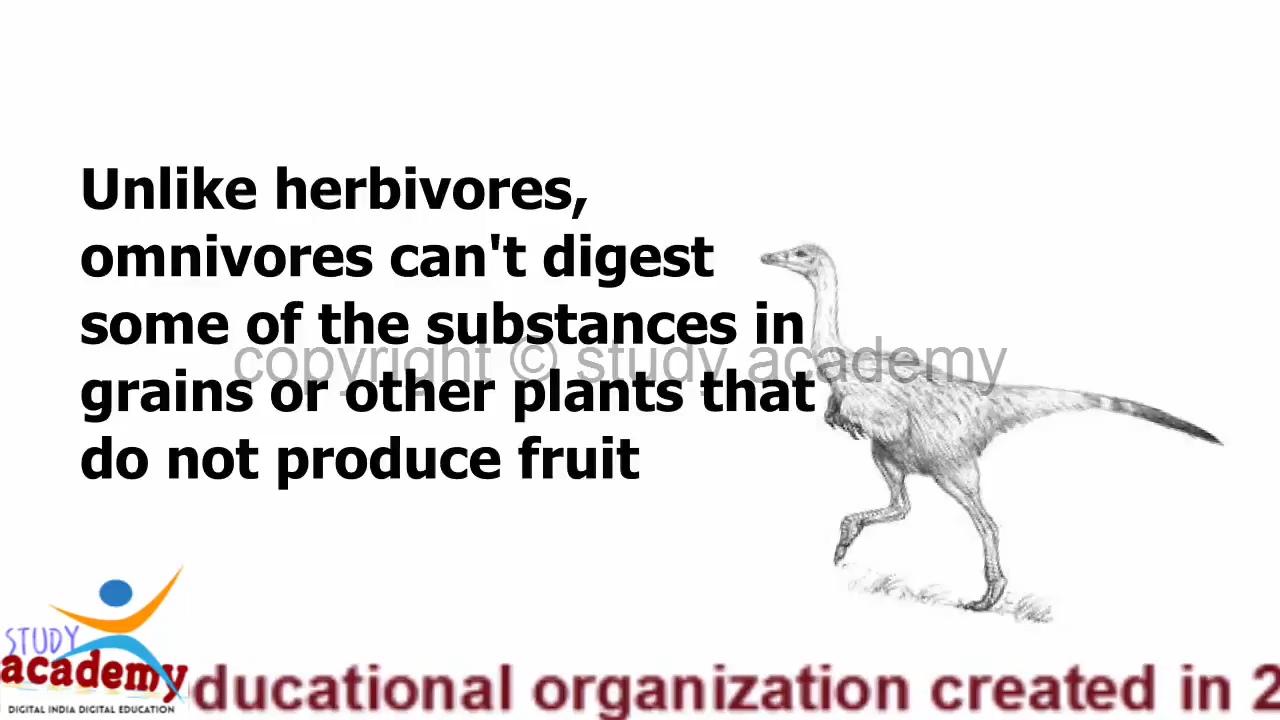 Unlike herbivores,
omnivores can't digest
some of the substances in
copyright © study academy
grains or other plants that
do not produce fruit
STUDY
academy
DIGITAL INDIA DIGITAL EDUCATION
ducational organization created in 2